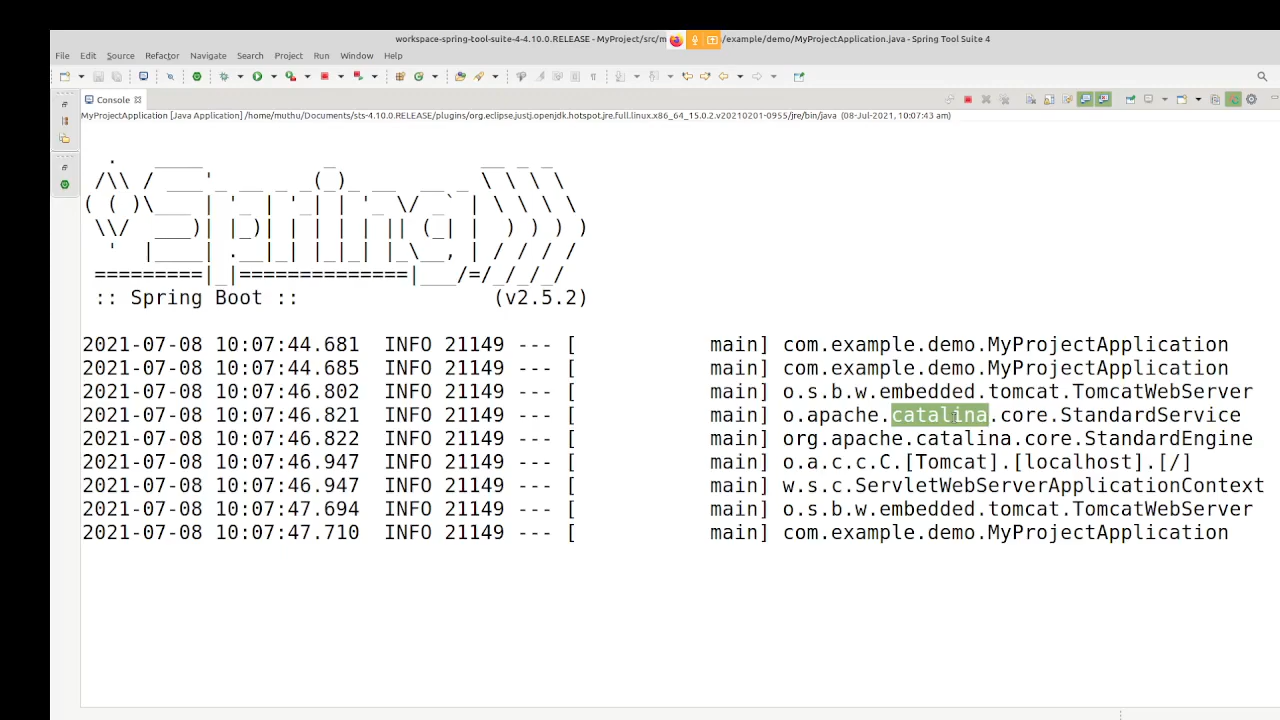 workspace-spring-tool-suite-4-4.10.0.RELEASE - MyProject/src/m /example/demo/MyProjectApplication.java - Spring Tool Suite 4
File Edit Source Refactor Navigate Search Project Run Window Help
Console
MyProjectApplication [Java Application] /home/muthu/Documents/sts-4.10.0.RELEASE/plugins/org.eclipse.justj.openjdk.hotspot.jre.full.linux.x86_64_15.0.2.v20210201-0955/jre/bin/java (08-Jul-2021, 10:07:43 am)
Spring
:: Spring Boot :: (v2.5.2)
2021-07-08 10:07:44.681 INFO 21149 --- [ main] com.example.demo.MyProjectApplication
2021-07-08 10:07:44.685 INFO 21149 --- [ main] com.example.demo.MyProjectApplication
2021-07-08 10:07:46.802 INFO 21149 --- [ main] o.s.b.w.embedded.tomcat.TomcatWebServer
2021-07-08 10:07:46.821 INFO 21149 --- [ main] o.apache.catalina.core.StandardService
2021-07-08 10:07:46.822 INFO 21149 --- [ main] org.apache.catalina.core.StandardEngine
2021-07-08 10:07:46.947 INFO 21149 --- [ main] o.a.c.c.C.[Tomcat].[localhost].[/]
2021-07-08 10:07:46.947 INFO 21149 --- [ main] w.s.c.ServletWebServerApplicationContext
2021-07-08 10:07:47.694 INFO 21149 --- [ main] o.s.b.w.embedded.tomcat.TomcatWebServer
2021-07-08 10:07:47.710 INFO 21149 --- [ main] com.example.demo.MyProjectApplication